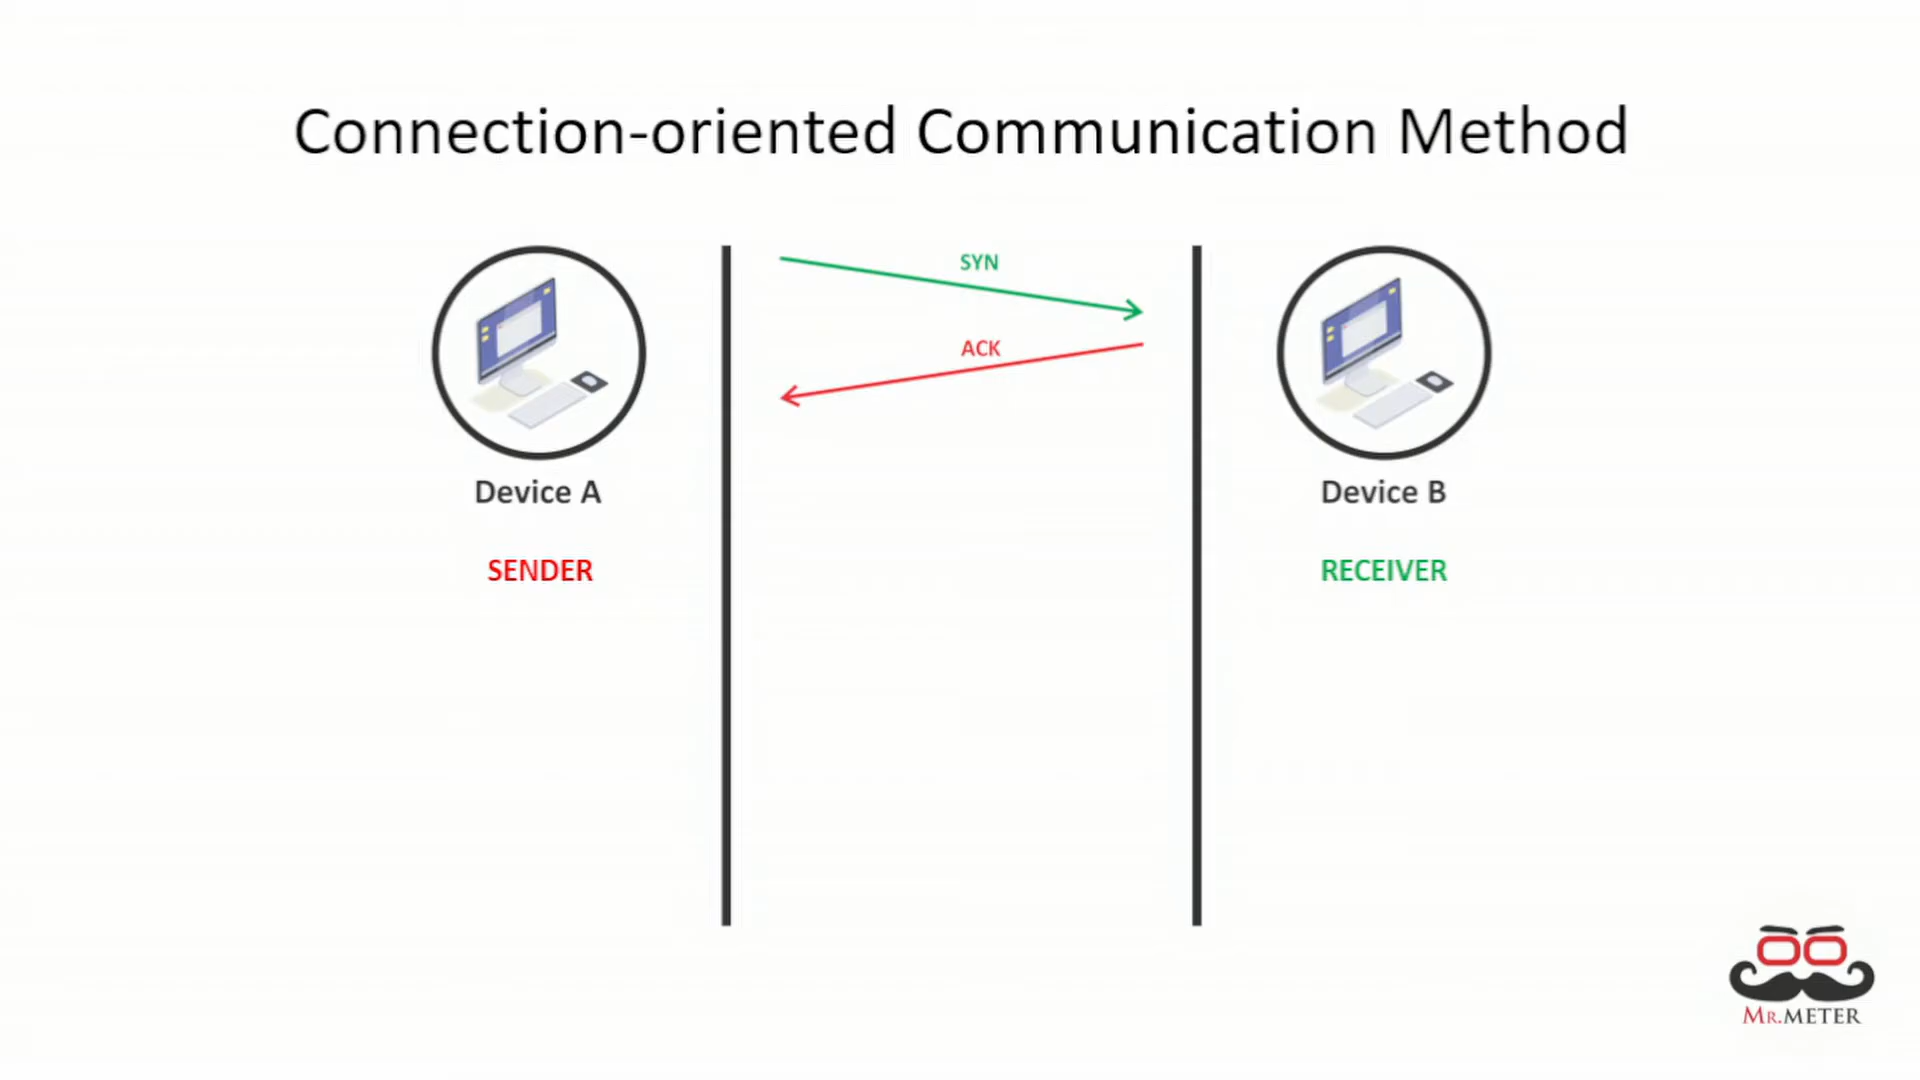 Connection-oriented Communication Method
SYN
ACK
Device A
Device B
SENDER
RECEIVER
MR.METER